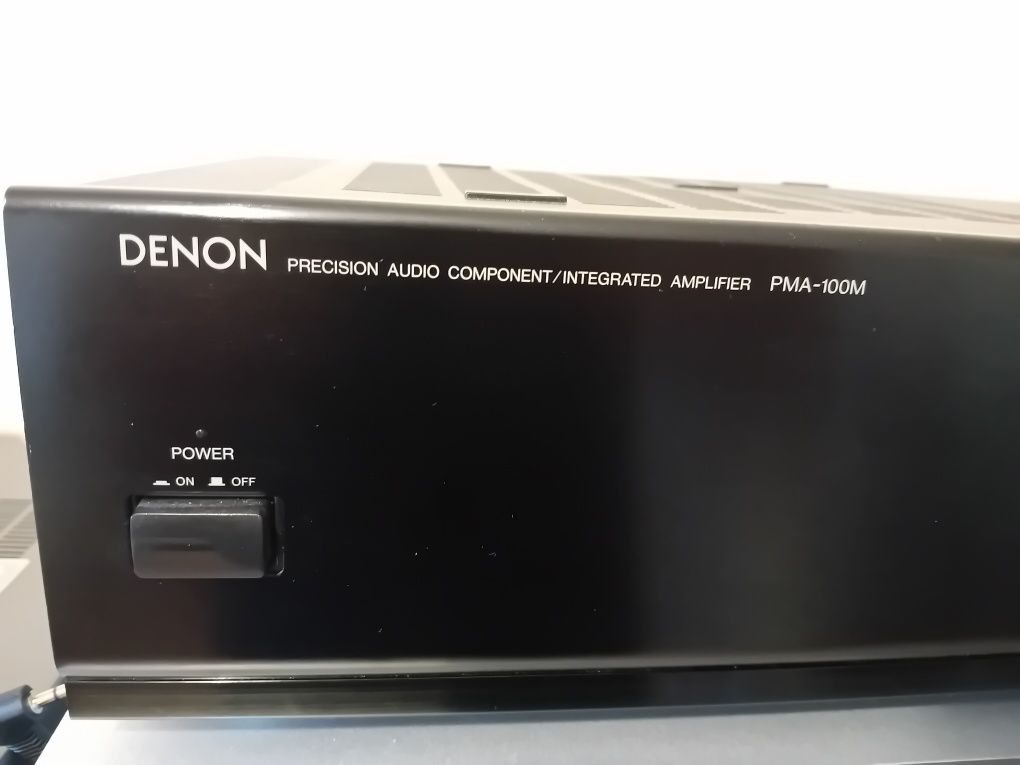 DENON PRECISION AUDIO COMPONENT/INTEGRATED AMPLIFIER PMA-100M
POWER
ON OFF